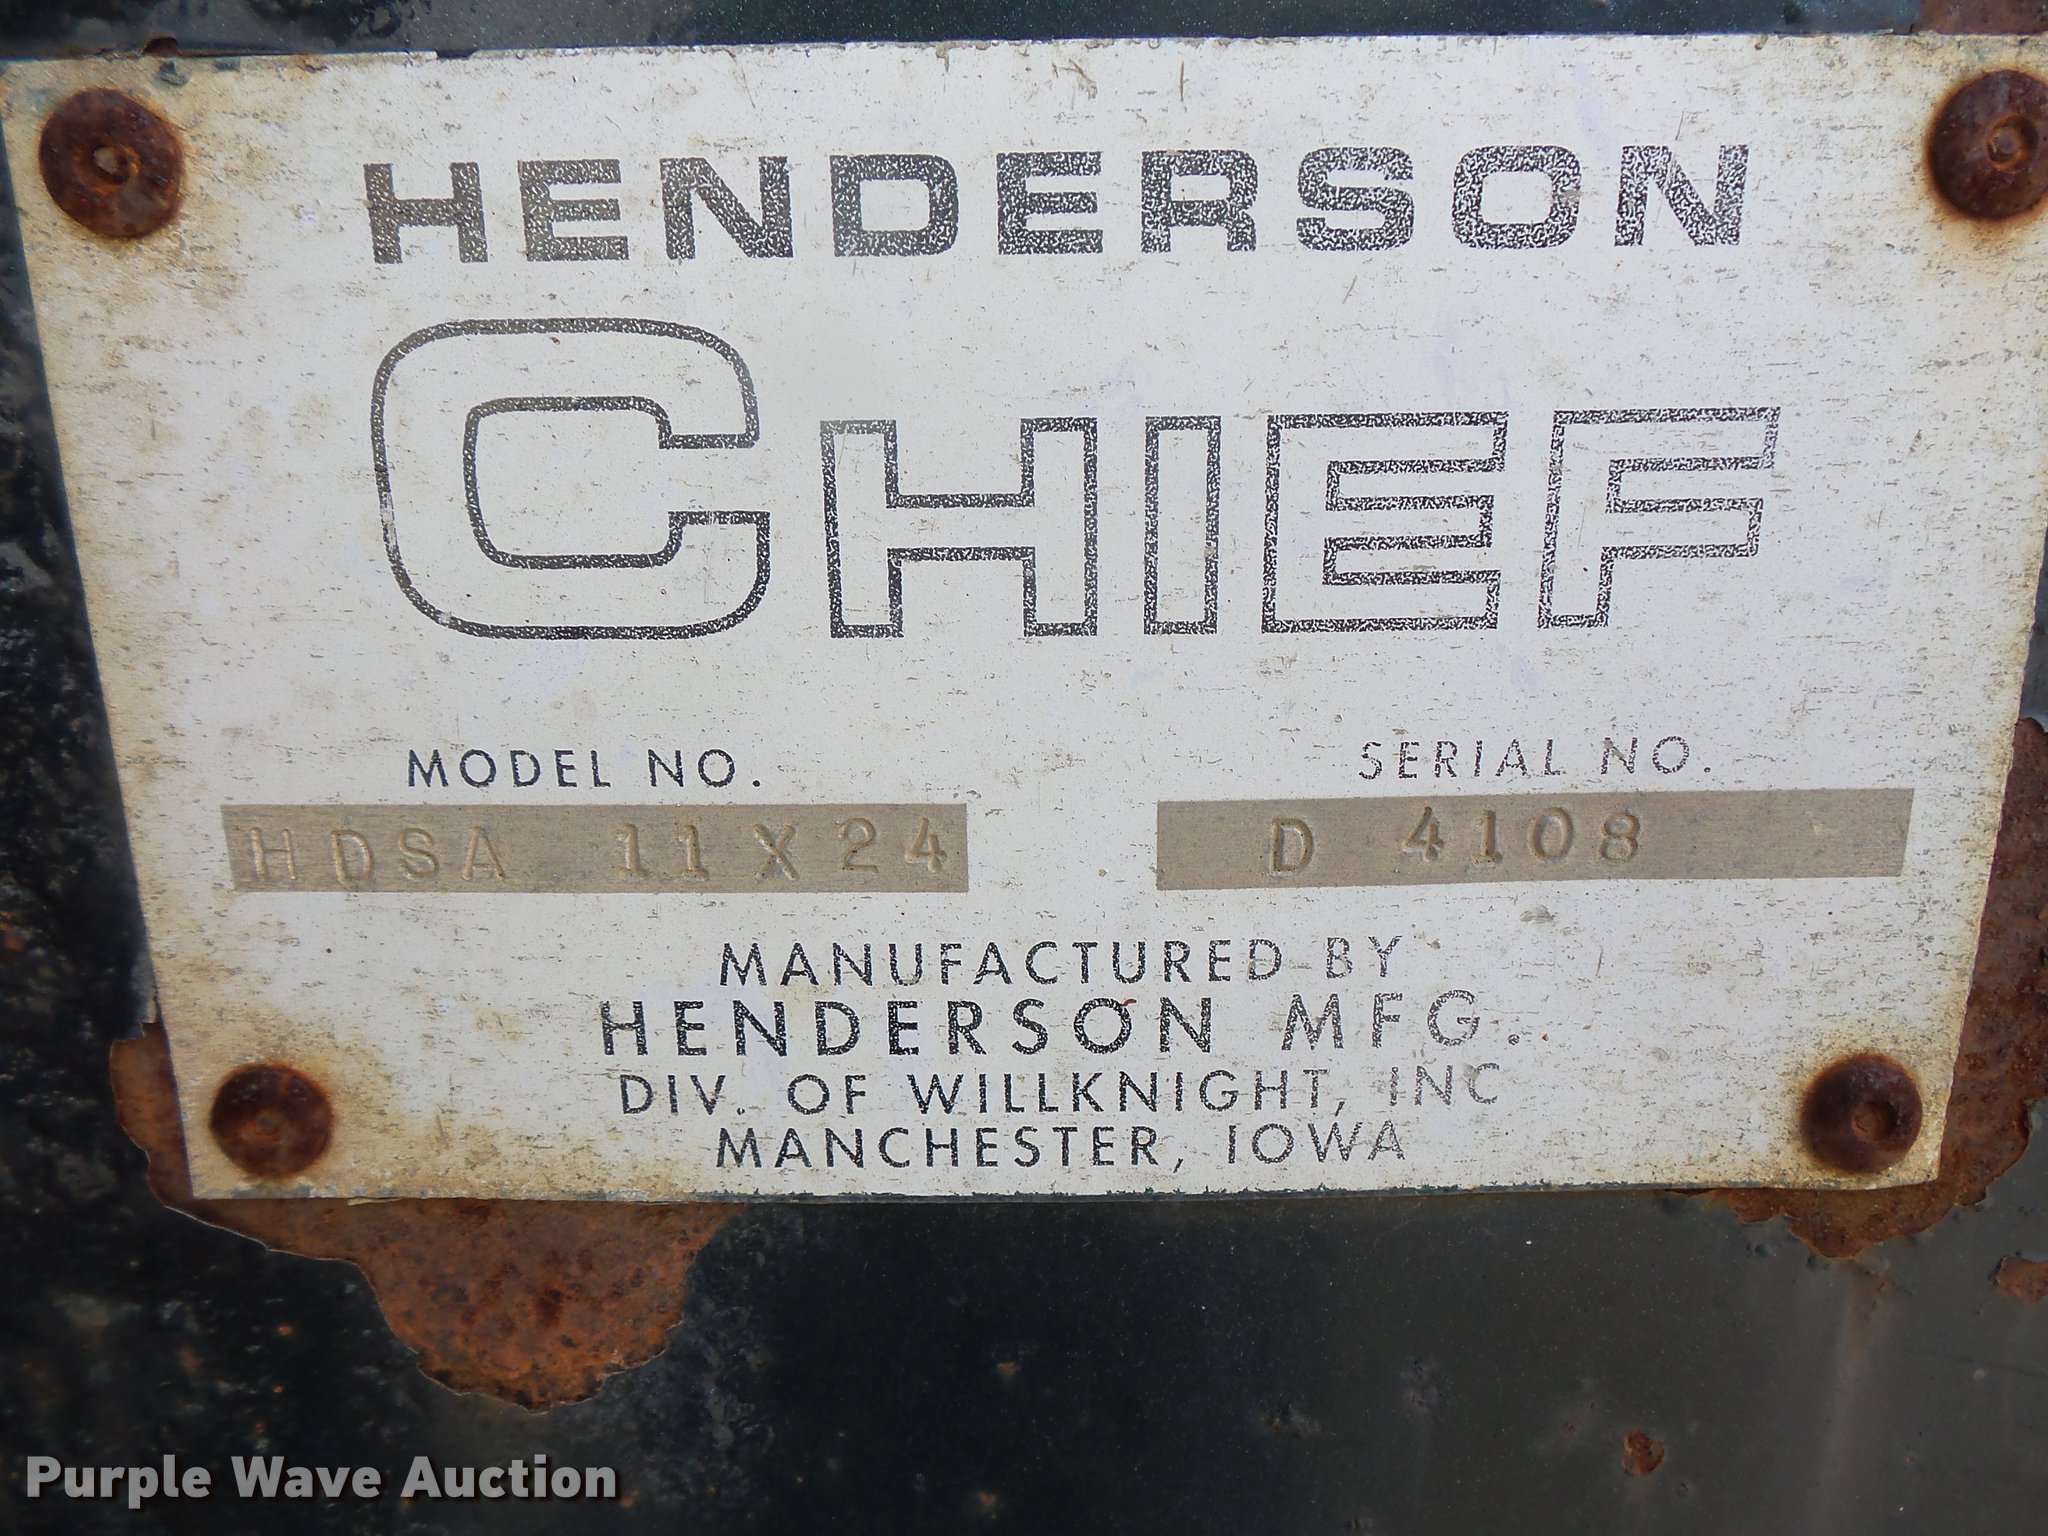 HENDERSON
CHIEF
MODEL NO. SERIAL NO.
HDSA 11X24 D 4108
MANUFACTURED BY
HENDERSON MFG.
DIV. OF WILLKNIGHT, INC
MANCHESTER, IOWA
Purple Wave Auction